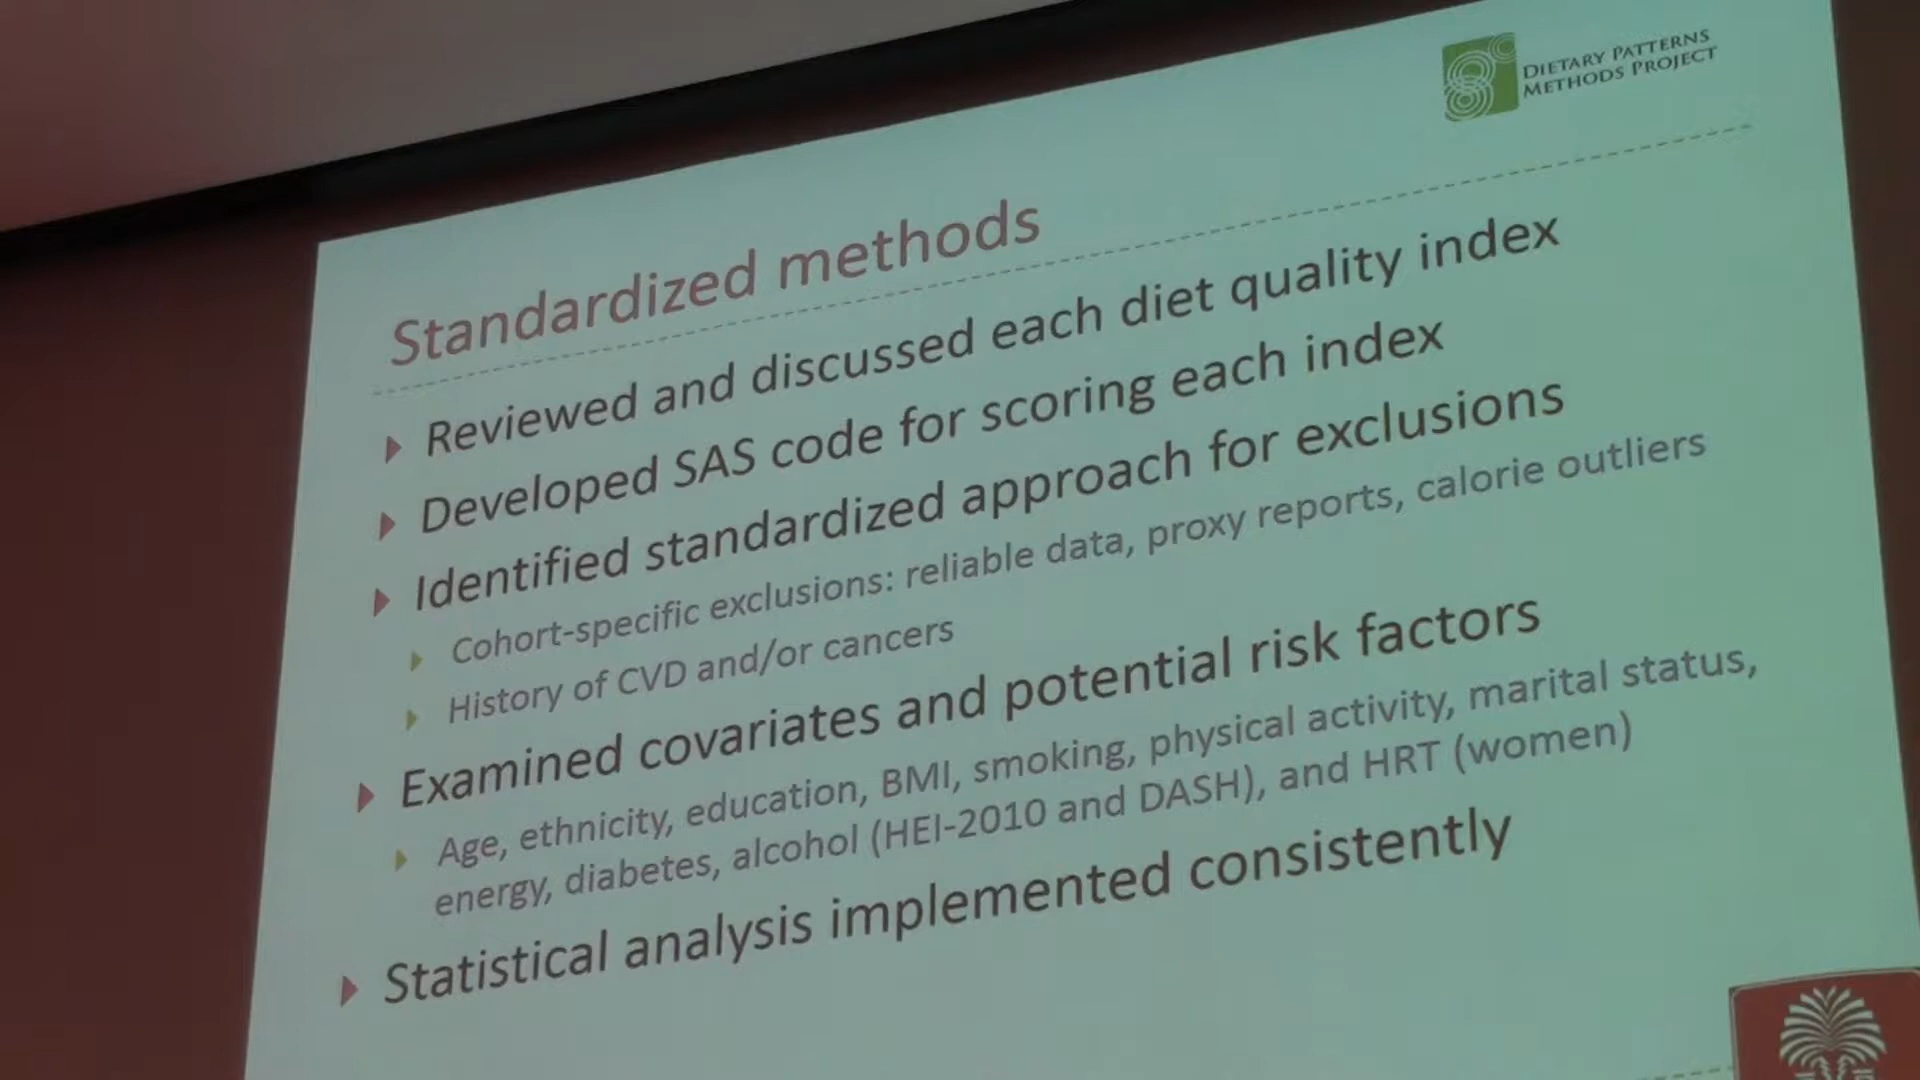 DIETARY PATTERNS
METHODS PROJECT
Standardized methods
Reviewed and discussed each diet quality index
Developed SAS code for scoring each index
Identified standardized approach for exclusions
Cohort-specific exclusions: reliable data, proxy reports, calorie outliers
History of CVD and/or cancers
Examined covariates and potential risk factors
Age, ethnicity, education, BMI, smoking, physical activity, marital status,
energy, diabetes, alcohol (HEI-2010 and DASH), and HRT (women)
Statistical analysis implemented consistently